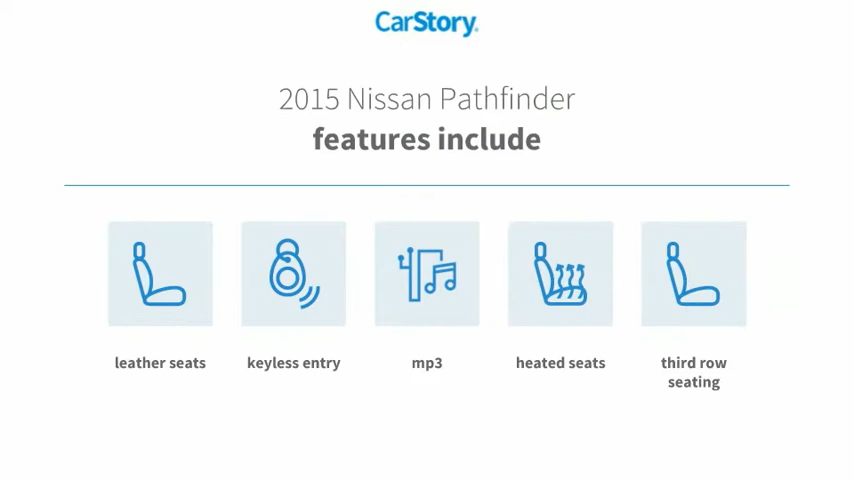 CarStory.
2015 Nissan Pathfinder
features include
leather seats
keyless entry
mp3
heated seats
third row
seating